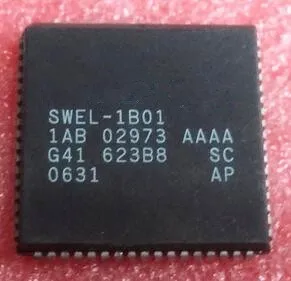 SWEL-1B01
1AB 02973 AAAA
G41 623B8 SC
0631 AP